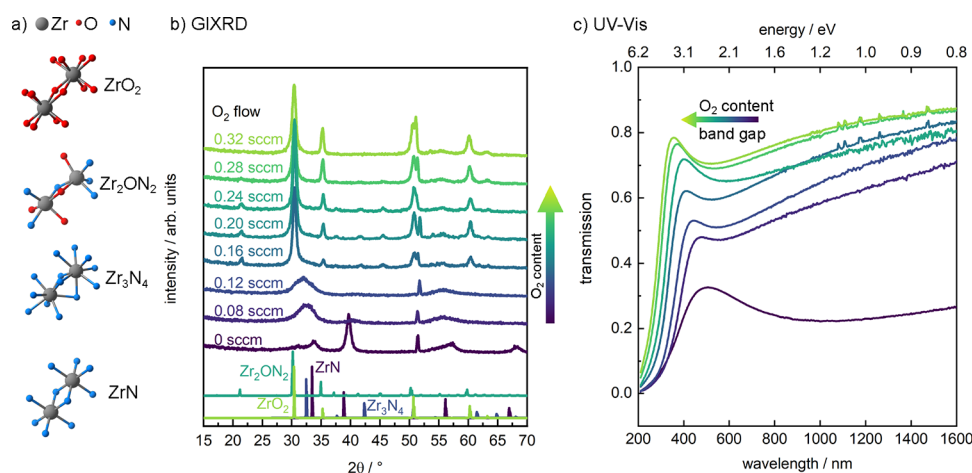 a) Zr O N
ZrO₂
Zr₂ON₂
Zr₃N₄
ZrN
b) GIXRD
O₂ flow
0.32 sccm
0.28 sccm
0.24 sccm
0.20 sccm
0.16 sccm
0.12 sccm
0.08 sccm
0 sccm
Zr₂ON₂
ZrN
ZrO₂
Zr₃N₄
intensity / arb. units
15 20 25 30 35 40 45 50 55 60 65 70
2θ / °
O₂ content
c) UV-Vis
energy / eV
6.2 3.1 2.1 1.6 1.2 1.0 0.9 0.8
O₂ content
band gap
transmission
1.0
0.8
0.6
0.4
0.2
0.0
200 400 600 800 1000 1200 1400 1600
wavelength / nm